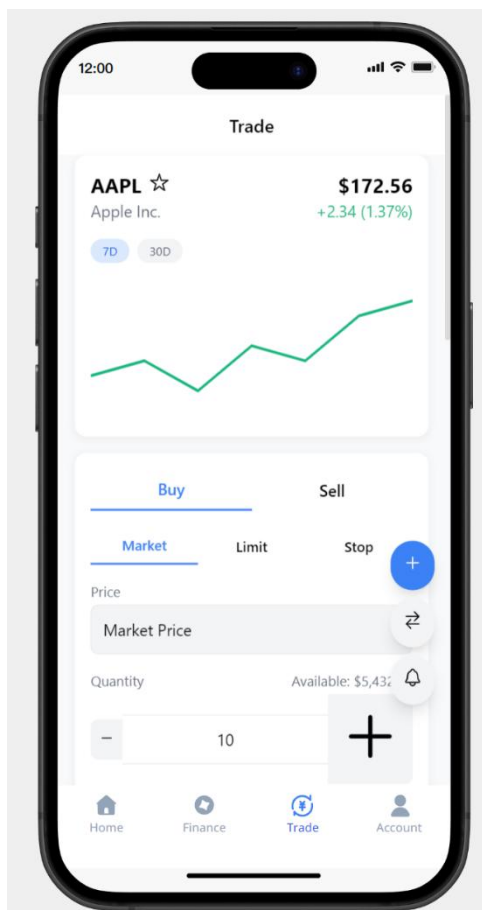 12:00
Trade
AAPL ☆ $172.56
Apple Inc. +2.34 (1.37%)
7D 30D
Buy Sell
Market Limit Stop
+
Price
Market Price
Quantity Available: $5,432
− 10 +
Home Finance Trade Account